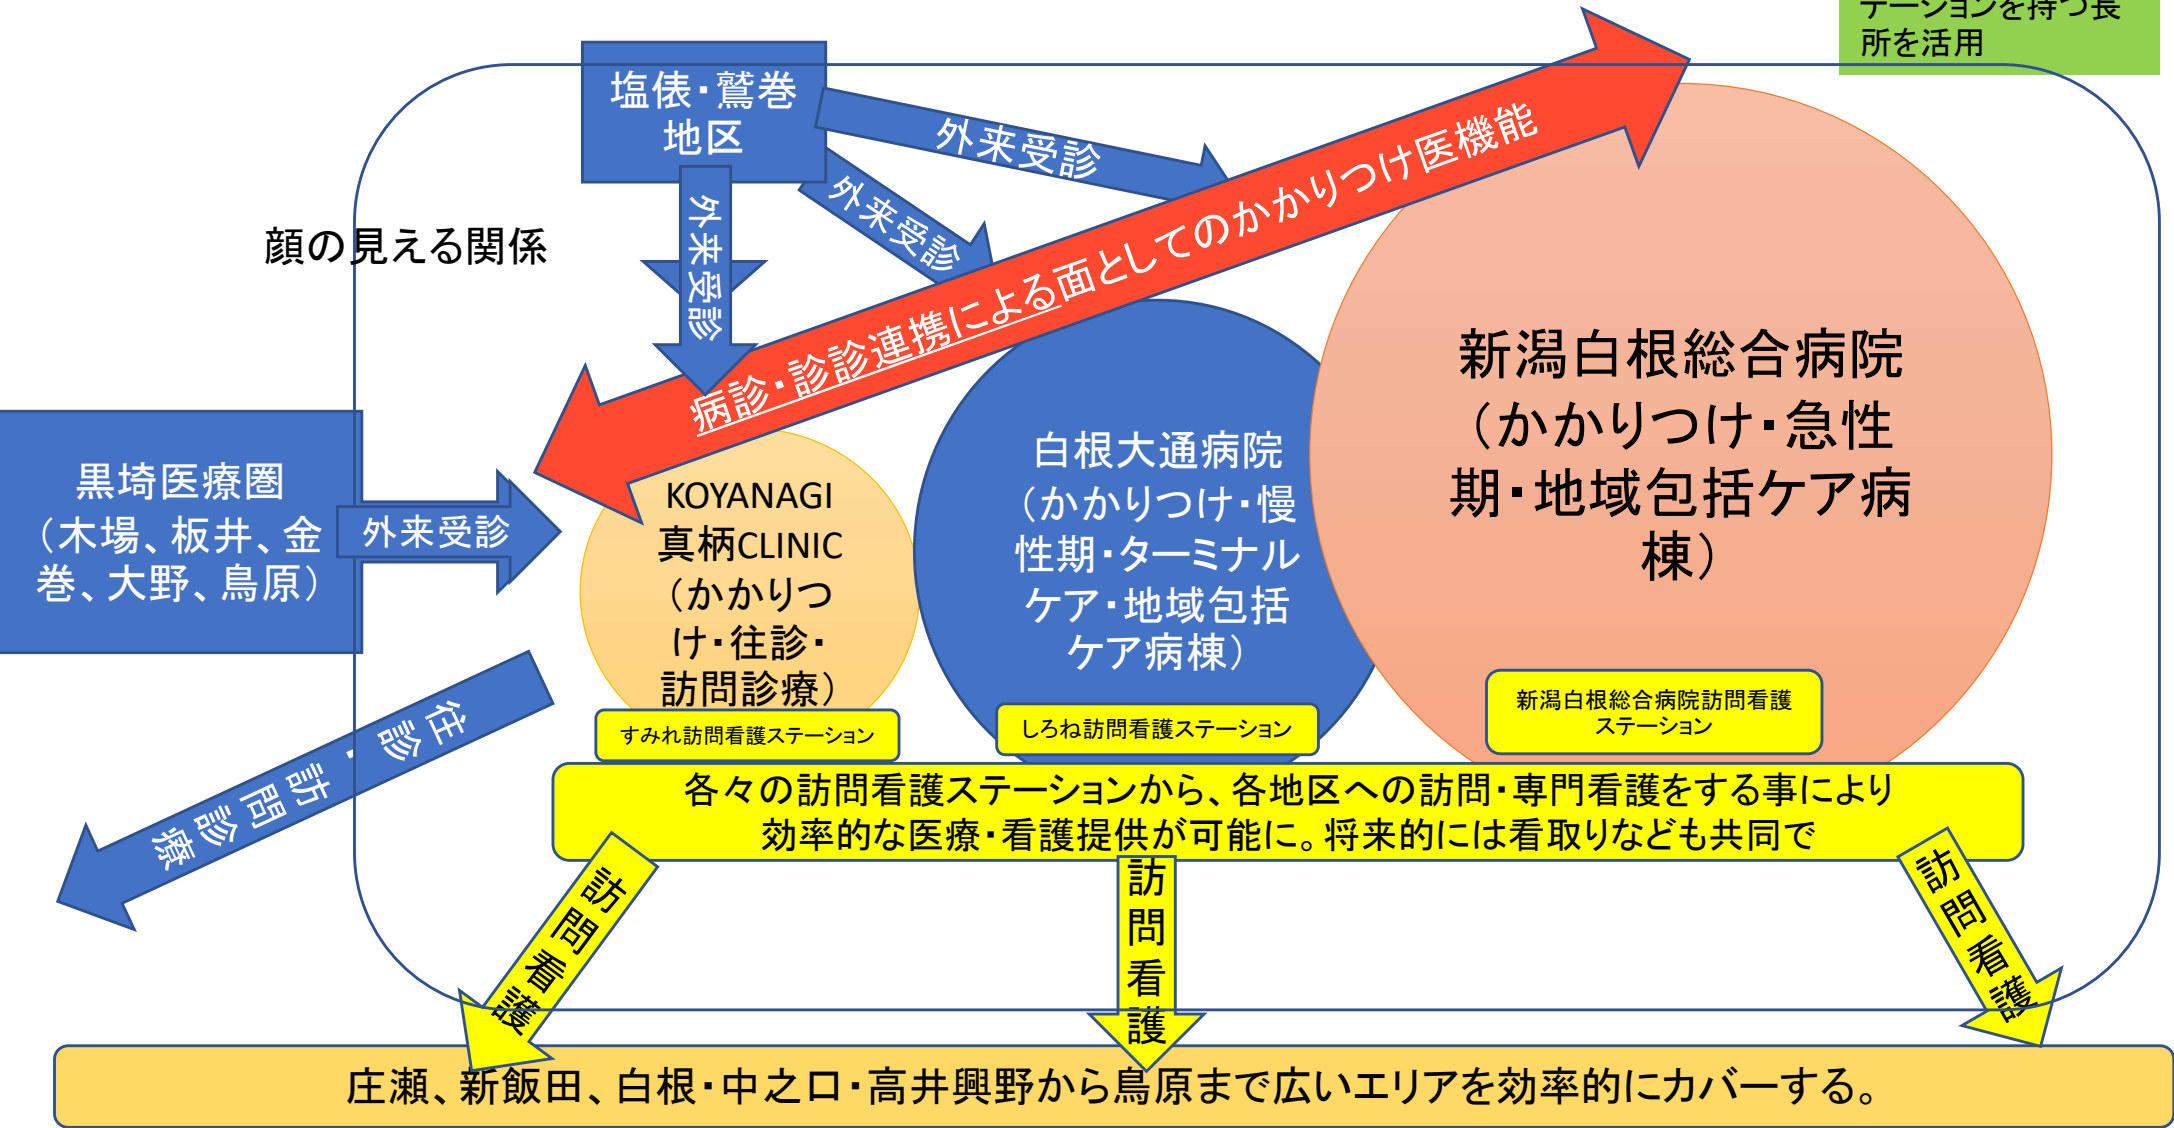 テーションを持つ長
所を活用
塩俵・鷲巻
地区
外来受診
外来受診
外来受診
顔の見える関係
病診・診診連携による面としてのかかりつけ医機能
新潟白根総合病院
（かかりつけ・急性
期・地域包括ケア病
棟）
白根大通病院
（かかりつけ・慢
性期・ターミナル
ケア・地域包括
ケア病棟）
KOYANAGI
真柄CLINIC
（かかりつ
け・往診・
訪問診療）
黒埼医療圏
（木場、板井、金
巻、大野、鳥原）
外来受診
往診・訪問診療
すみれ訪問看護ステーション
しろね訪問看護ステーション
新潟白根総合病院訪問看護
ステーション
各々の訪問看護ステーションから、各地区への訪問・専門看護をする事により
効率的な医療・看護提供が可能に。将来的には看取りなども共同で
訪問看護
訪問看護
訪問看護
庄瀬、新飯田、白根・中之口・高井興野から鳥原まで広いエリアを効率的にカバーする。